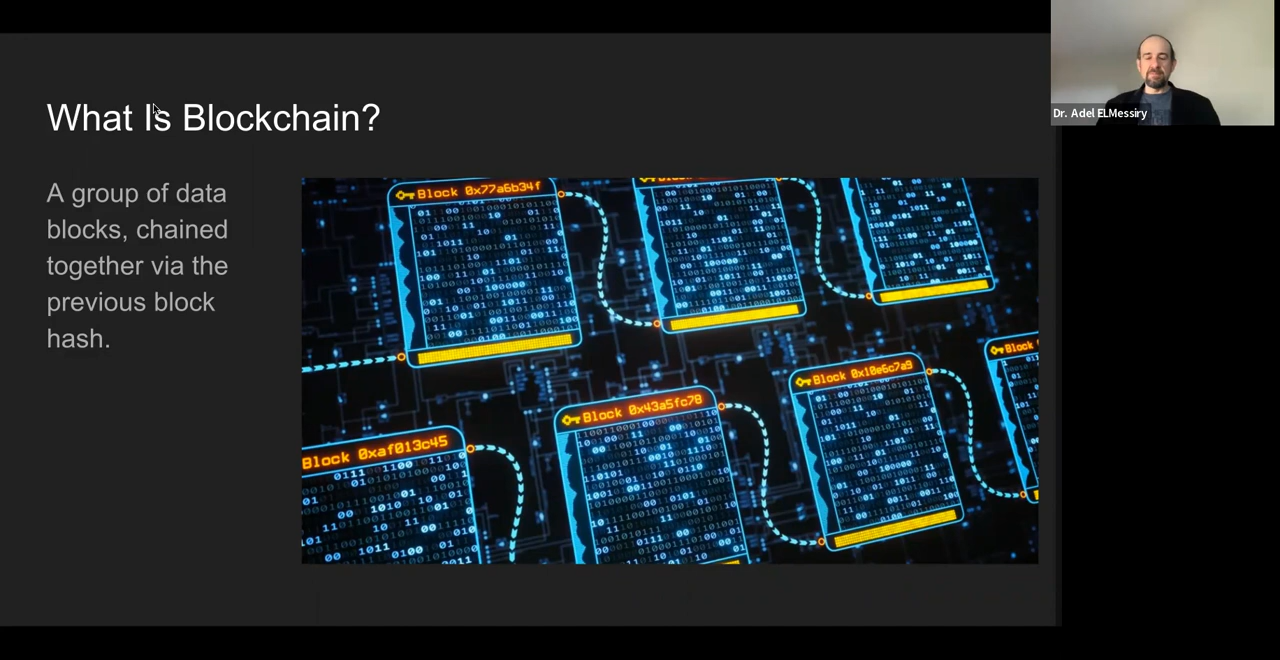 What Is Blockchain?
A group of data
blocks, chained
together via the
previous block
hash.
Block 0x77a6b34f
Block 0xaf013c45
Block 0x43a5fc78
Block 0x10e6c7a9
Block
Dr. Adel ELMessiry